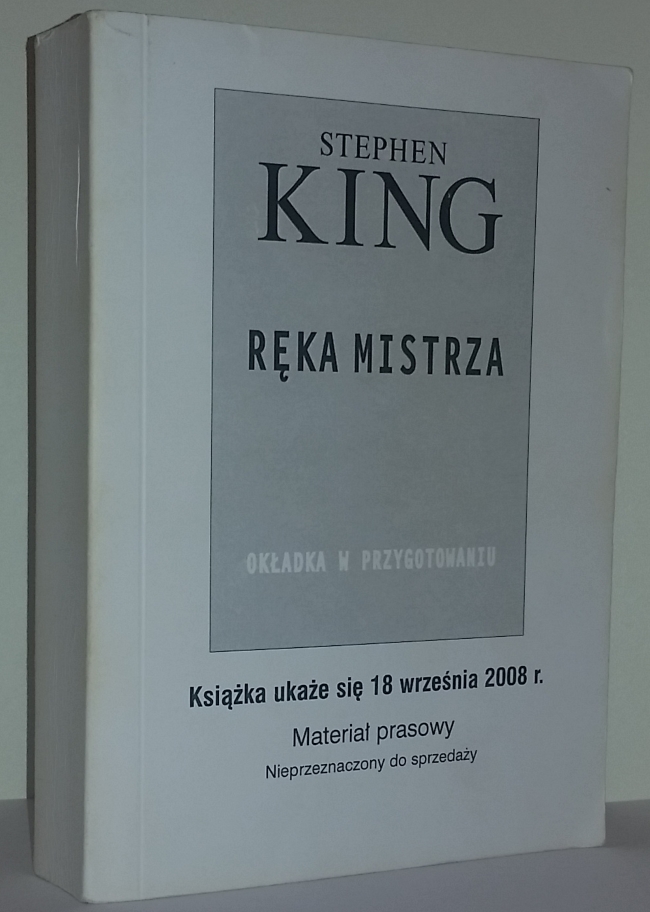 STEPHEN
KING
RĘKA MISTRZA
OKŁADKA W PRZYGOTOWANIU
Książka ukaże się 18 września 2008 r.
Materiał prasowy
Nieprzeznaczony do sprzedaży